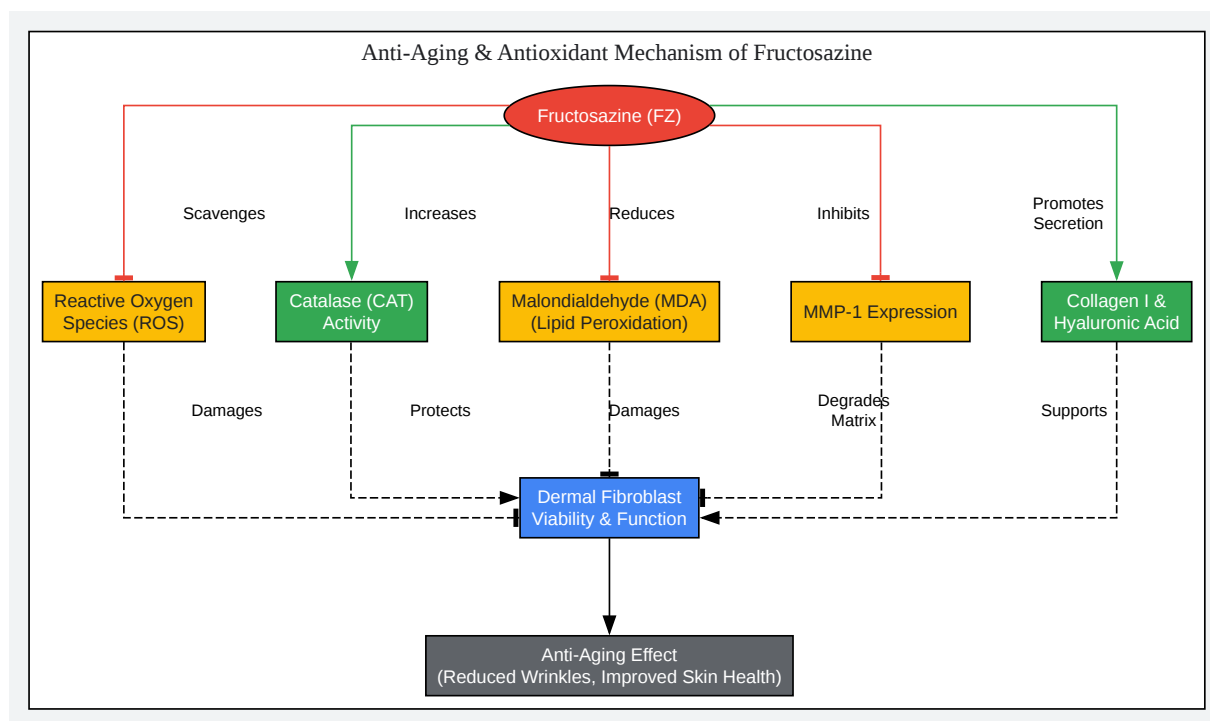 Anti-Aging & Antioxidant Mechanism of Fructosazine
Fructosazine (FZ)
Scavenges
Increases
Reduces
Inhibits
Promotes
Secretion
Reactive Oxygen
Species (ROS)
Catalase (CAT)
Activity
Malondialdehyde (MDA)
(Lipid Peroxidation)
MMP-1 Expression
Collagen I &
Hyaluronic Acid
Damages
Protects
Damages
Degrades
Matrix
Supports
Dermal Fibroblast
Viability & Function
Anti-Aging Effect
(Reduced Wrinkles, Improved Skin Health)